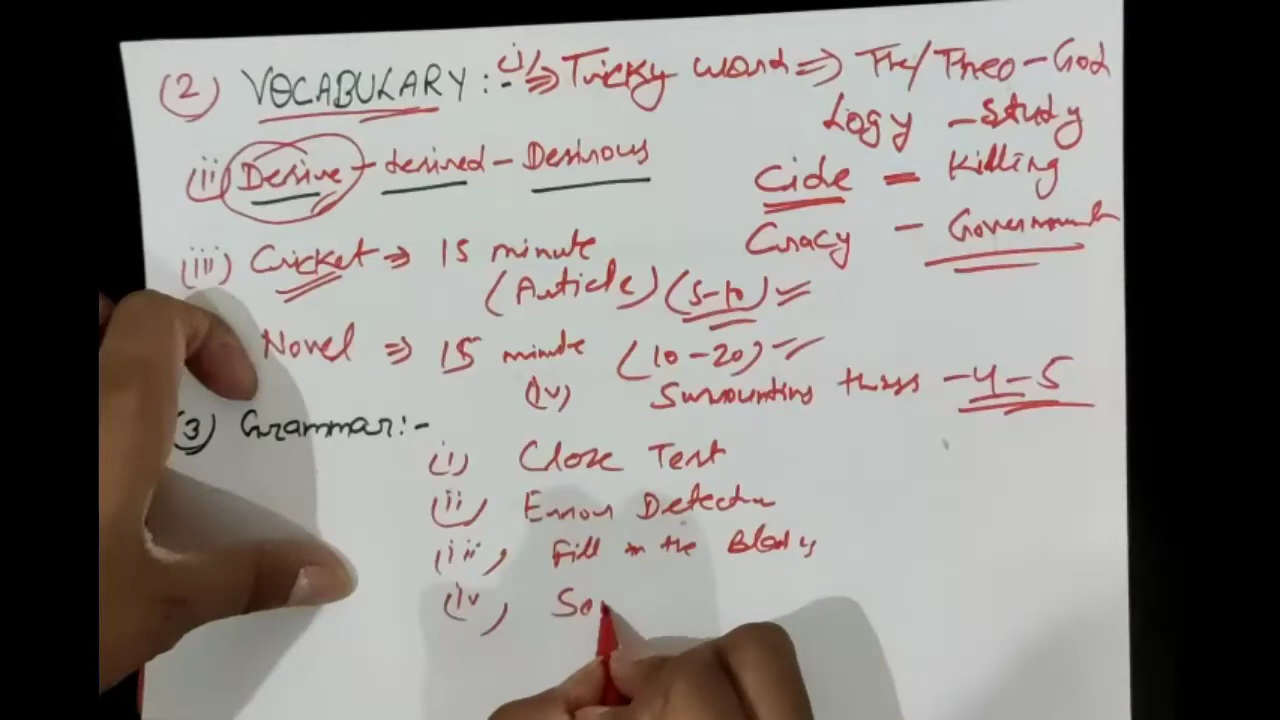 (2) VOCABULARY :- i) ⇒ Tricky word ⇒ The/Theo - God
Logy - Study
(ii) Desire - desired - Desirous
Cide = Killing
Cracy - Government
(iii) Cricket ⇒ 15 minute
(Article) (5-10)
Novel ⇒ 15 minute (10-20)
(iv) Surrounting things - 4-5
(3) Grammar:-
(i) Cloze Test
(ii) Error Detection
(iii) Fill in the Blanks
(iv) Se